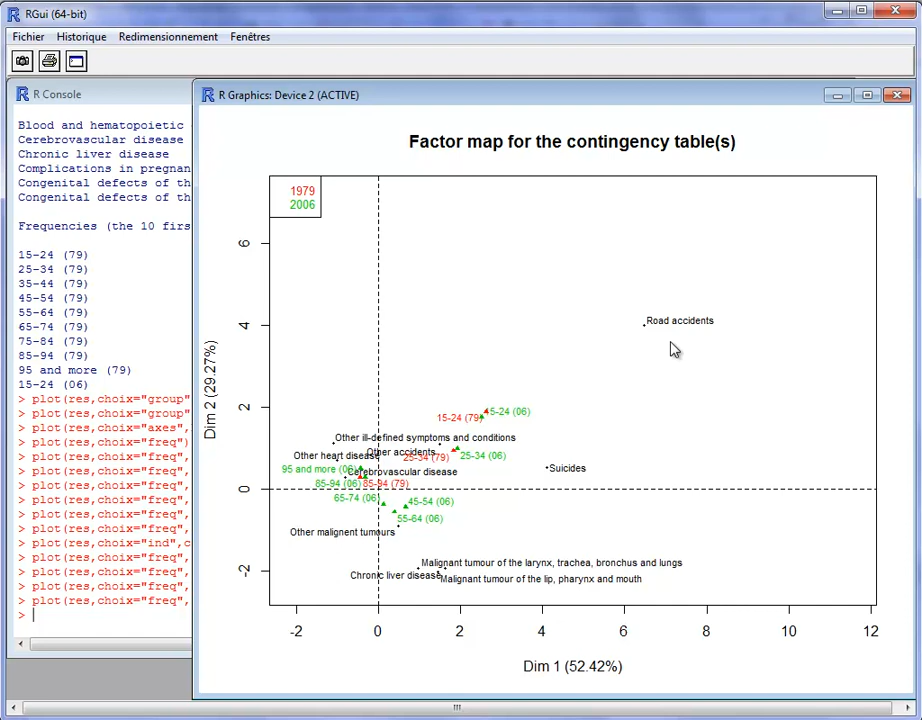 RGui (64-bit)
Fichier Historique Redimensionnement Fenêtres
R Console
Blood and hematopoietic
Cerebrovascular disease
Chronic liver disease
Complications in pregnan
Congenital defects of th
Congenital defects of th
Frequencies (the 10 firs
15-24 (79)
25-34 (79)
35-44 (79)
45-54 (79)
55-64 (79)
65-74 (79)
75-84 (79)
85-94 (79)
95 and more (79)
15-24 (06)
> plot(res,choix="group"
> plot(res,choix="group"
> plot(res,choix="axes",
> plot(res,choix="freq")
> plot(res,choix="freq",
> plot(res,choix="freq",
> plot(res,choix="freq",
> plot(res,choix="freq",
> plot(res,choix="freq",
> plot(res,choix="freq",
> plot(res,choix="ind",c
> plot(res,choix="freq",
> plot(res,choix="freq",
> plot(res,choix="freq",
> plot(res,choix="freq",
>
R Graphics: Device 2 (ACTIVE)
Factor map for the contingency table(s)
1979
2006
Road accidents
15-24 (79)
5-24 (06)
Other ill-defined symptoms and conditions
Other accidents
Other heart disease
25-34 (79)
25-34 (06)
95 and more (06)
Cerebrovascular disease
Suicides
85-94 (06)
85-94 (79)
65-74 (06)
45-54 (06)
55-64 (06)
Other malignant tumours
Malignant tumour of the larynx, trachea, bronchus and lungs
Chronic liver disease
Malignant tumour of the lip, pharynx and mouth
6
4
2
0
-2
Dim 2 (29.27%)
-2 0 2 4 6 8 10 12
Dim 1 (52.42%)